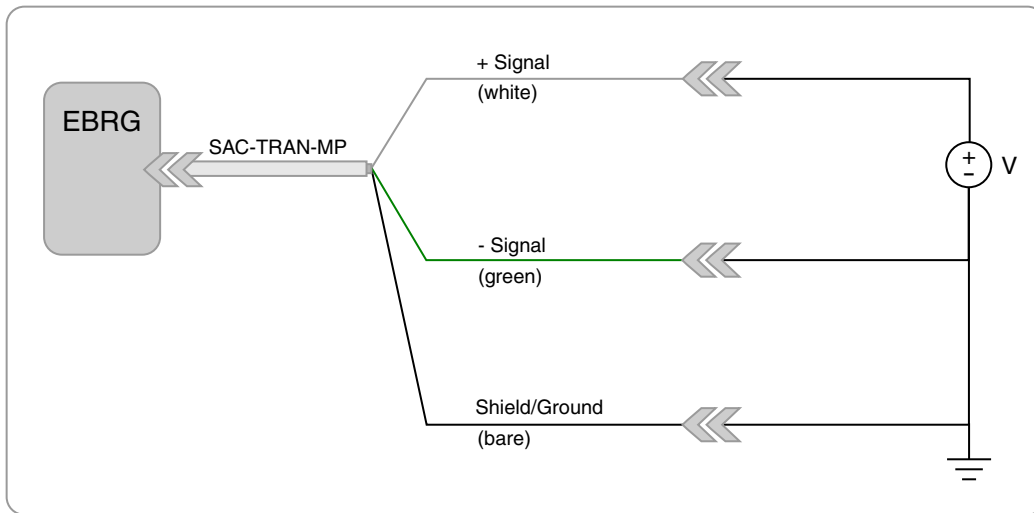 EBRG
SAC-TRAN-MP
+ Signal
(white)
+
-
V
- Signal
(green)
Shield/Ground
(bare)